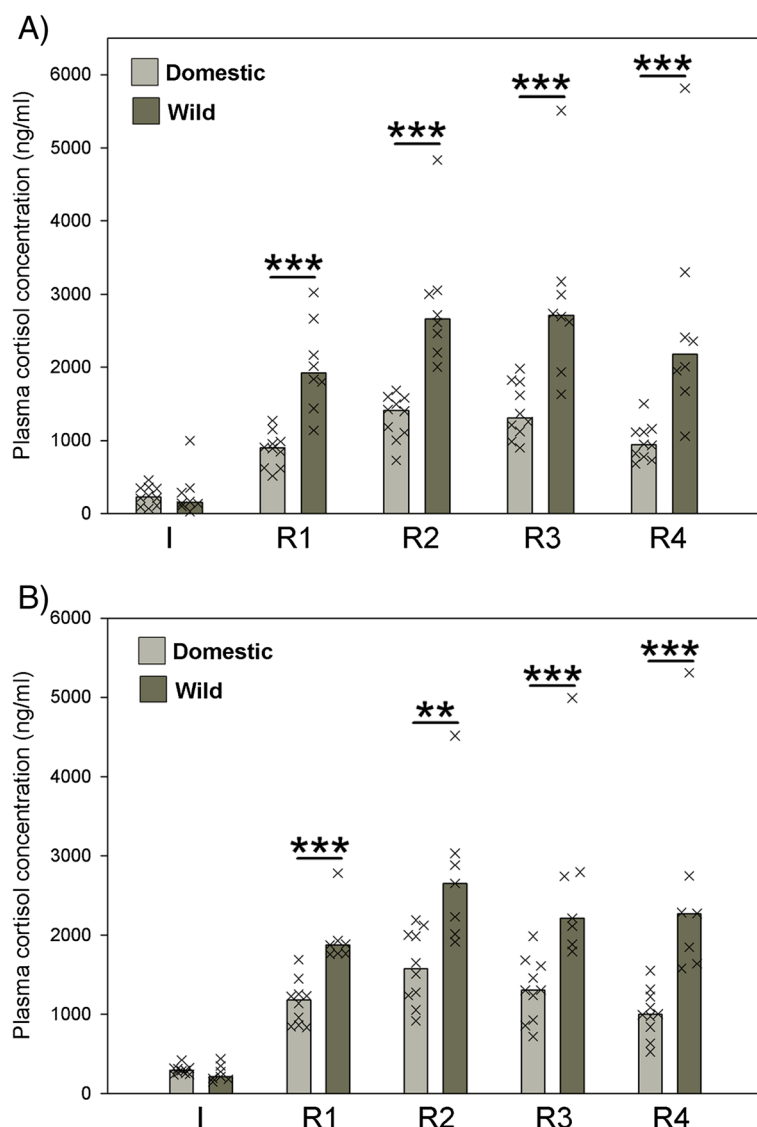 A)
Plasma cortisol concentration (ng/ml)
6000
5000
4000
3000
2000
1000
0
Domestic
Wild
***
***
***
***
I R1 R2 R3 R4
B)
Plasma cortisol concentration (ng/ml)
6000
5000
4000
3000
2000
1000
0
Domestic
Wild
***
**
***
***
I R1 R2 R3 R4